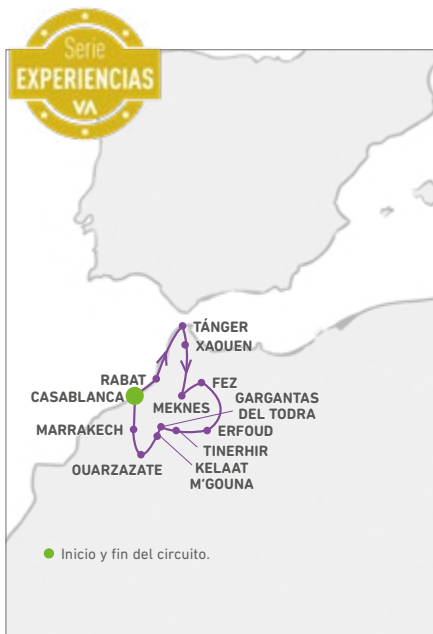 Serie
EXPERIENCIAS
VA
TÁNGER
XAOUEN
RABAT
FEZ
CASABLANCA
GARGANTAS
DEL TODRA
MEKNES
MARRAKECH
ERFOUD
TINERHIR
OUARZAZATE
KELAAT
M'GOUNA
Inicio y fin del circuito.